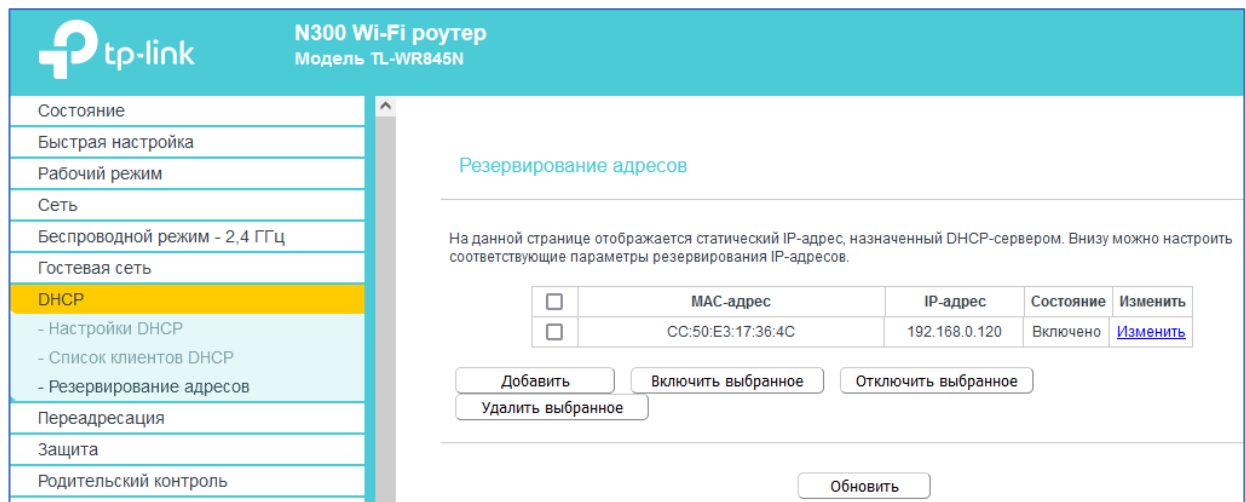 tp-link
N300 Wi-Fi роутер
Модель TL-WR845N
Состояние
Быстрая настройка
Рабочий режим
Сеть
Беспроводной режим - 2,4 ГГц
Гостевая сеть
DHCP
- Настройки DHCP
- Список клиентов DHCP
- Резервирование адресов
Переадресация
Защита
Родительский контроль
Резервирование адресов
На данной странице отображается статический IP-адрес, назначенный DHCP-сервером. Внизу можно настроить
соответствующие параметры резервирования IP-адресов.
MAC-адрес IP-адрес Состояние Изменить
CC:50:E3:17:36:4C 192.168.0.120 Включено Изменить
Добавить Включить выбранное Отключить выбранное
Удалить выбранное
Обновить